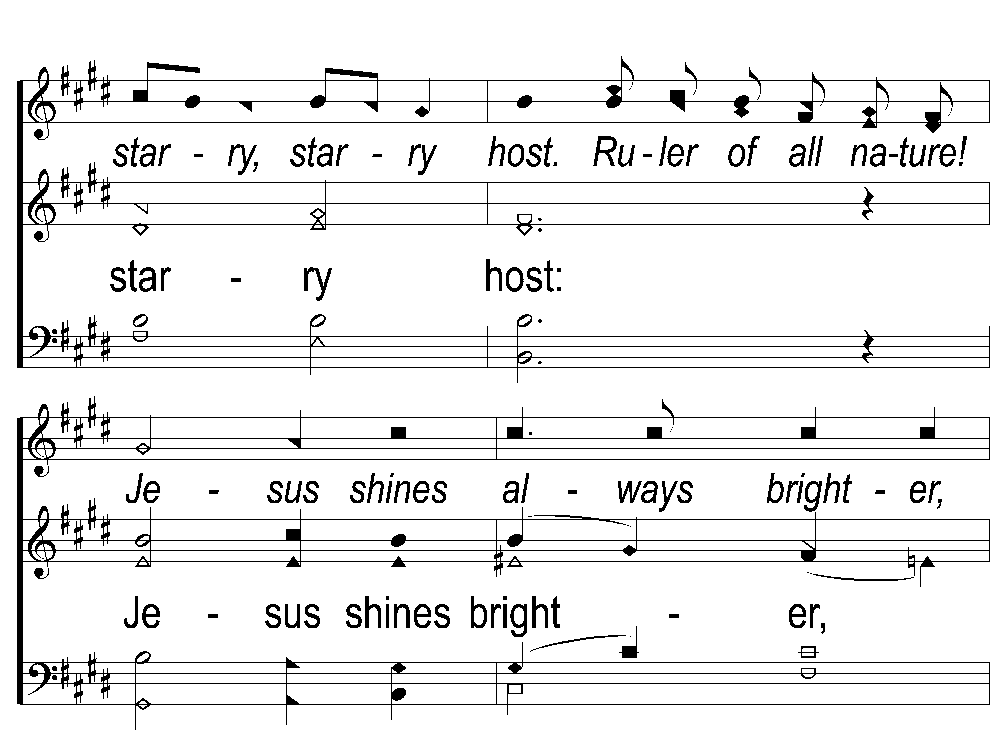 star - ry, star - ry host. Ru - ler of all na-ture!
star - ry host:
Je - sus shines al - ways bright - er,
Je - sus shines bright - er,